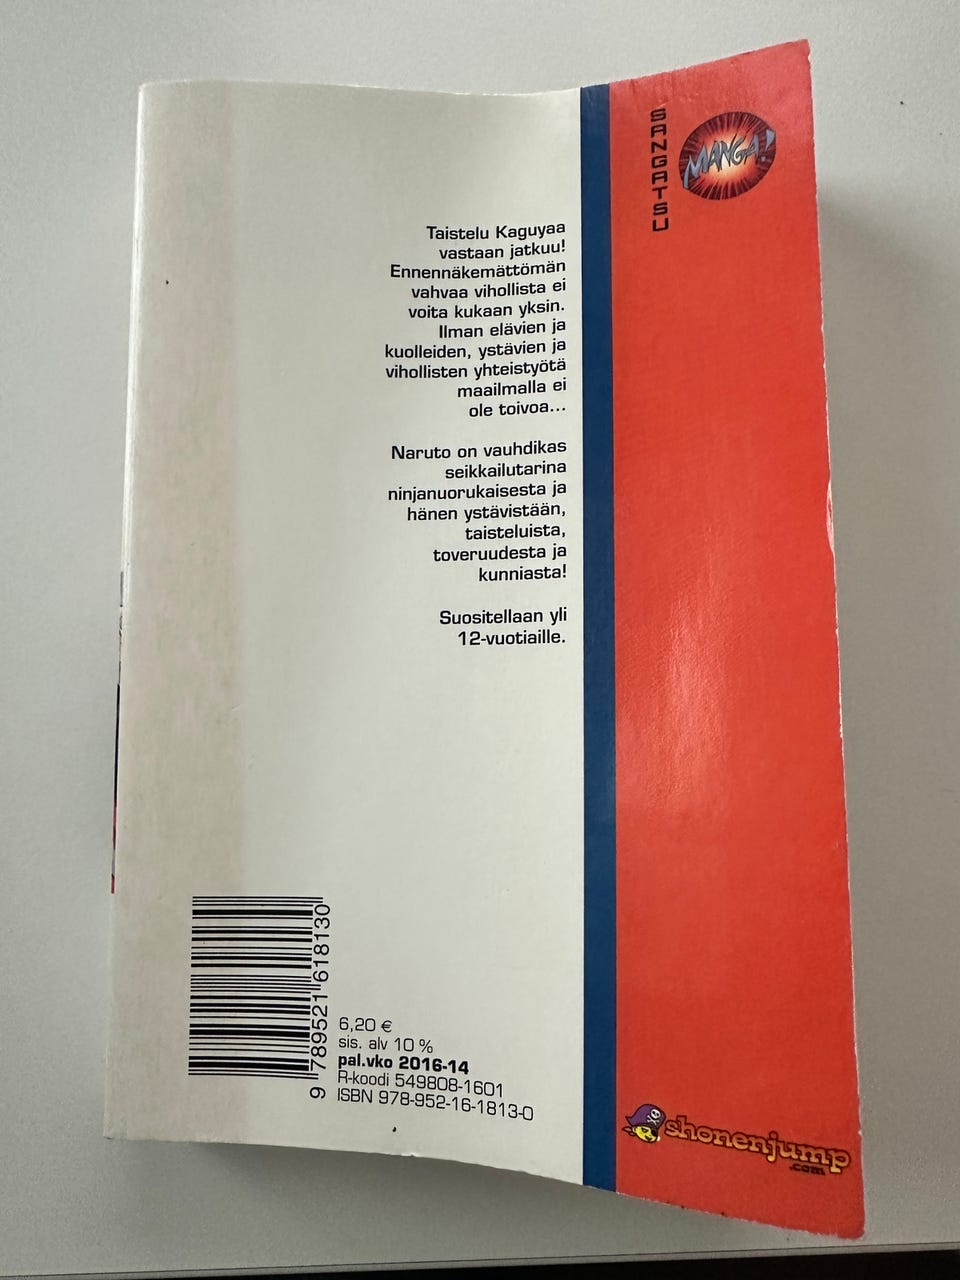 SANGATSU
MANGA!
Taistelu Kaguyaa
vastaan jatkuu!
Ennennäkemättömän
vahvaa vihollista ei
voita kukaan yksin.
Ilman elävien ja
kuolleiden, ystävien ja
vihollisten yhteistyötä
maailmalla ei
ole toivoa...
Naruto on vauhdikas
seikkailutarina
ninjanuorukaisesta ja
hänen ystävistään,
taisteluista,
toveruudesta ja
kunniasta!
Suositellaan yli
12-vuotiaille.
9 789521 618130
6,20 €
sis. alv 10 %
pal.vko 2016-14
R-koodi 549808-1601
ISBN 978-952-16-1813-0
shonenjump
.com